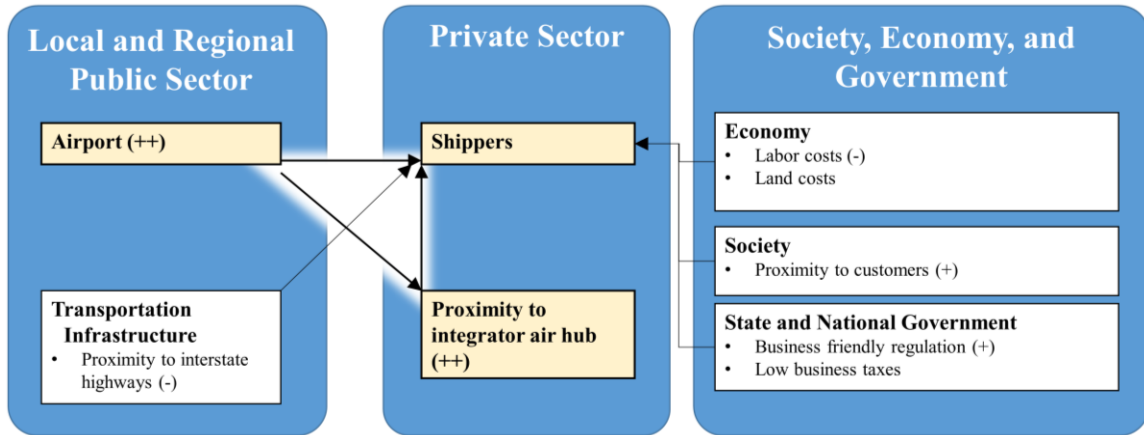 Local and Regional
Public Sector
Airport (++)
Transportation
Infrastructure
• Proximity to interstate
highways (-)
Private Sector
Shippers
Proximity to
integrator air hub
(++)
Society, Economy, and
Government
Economy
• Labor costs (-)
• Land costs
Society
• Proximity to customers (+)
State and National Government
• Business friendly regulation (+)
• Low business taxes